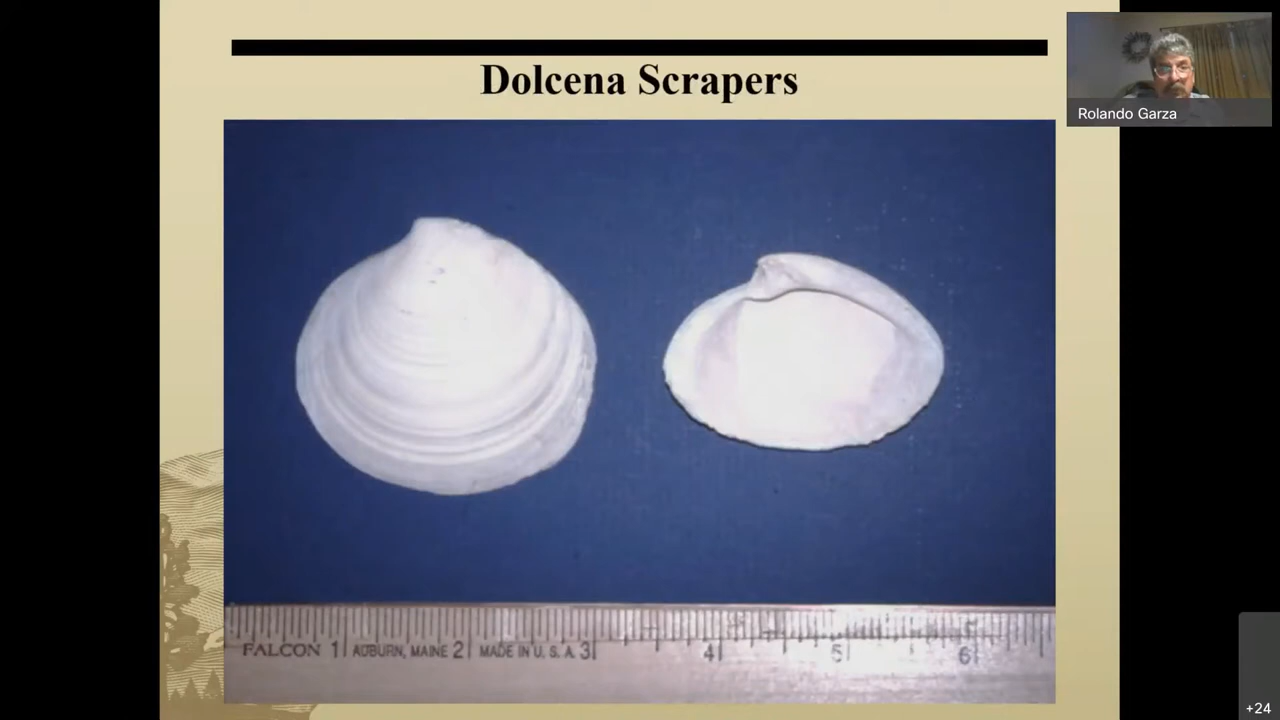 Dolcena Scrapers
Rolando Garza
FALCON 1 AUBURN, MAINE 2 MADE IN U. S. A. 3 4 5 6
+24